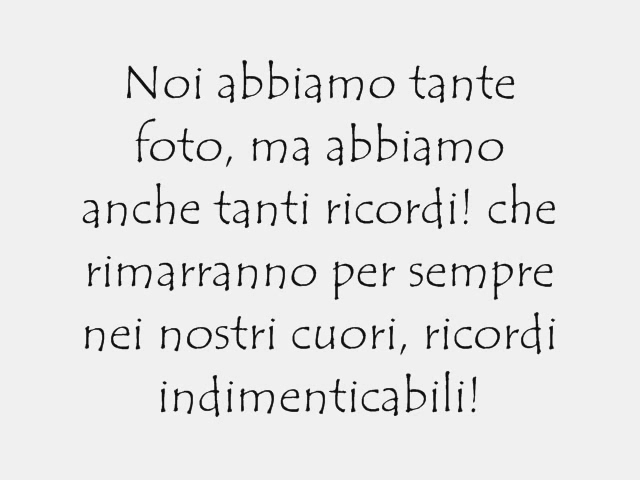 Noi abbiamo tante
foto, ma abbiamo
anche tanti ricordi! che
rimarranno per sempre
nei nostri cuori, ricordi
indimenticabili!